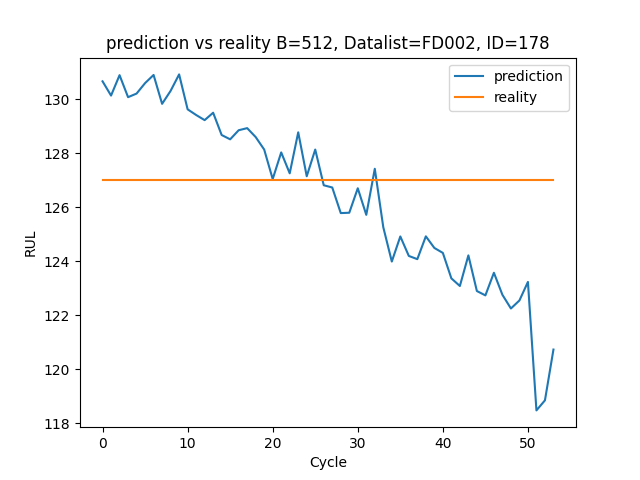 prediction vs reality B=512, Datalist=FD002, ID=178
prediction
reality
130
128
126
124
122
120
118
RUL
0 10 20 30 40 50
Cycle